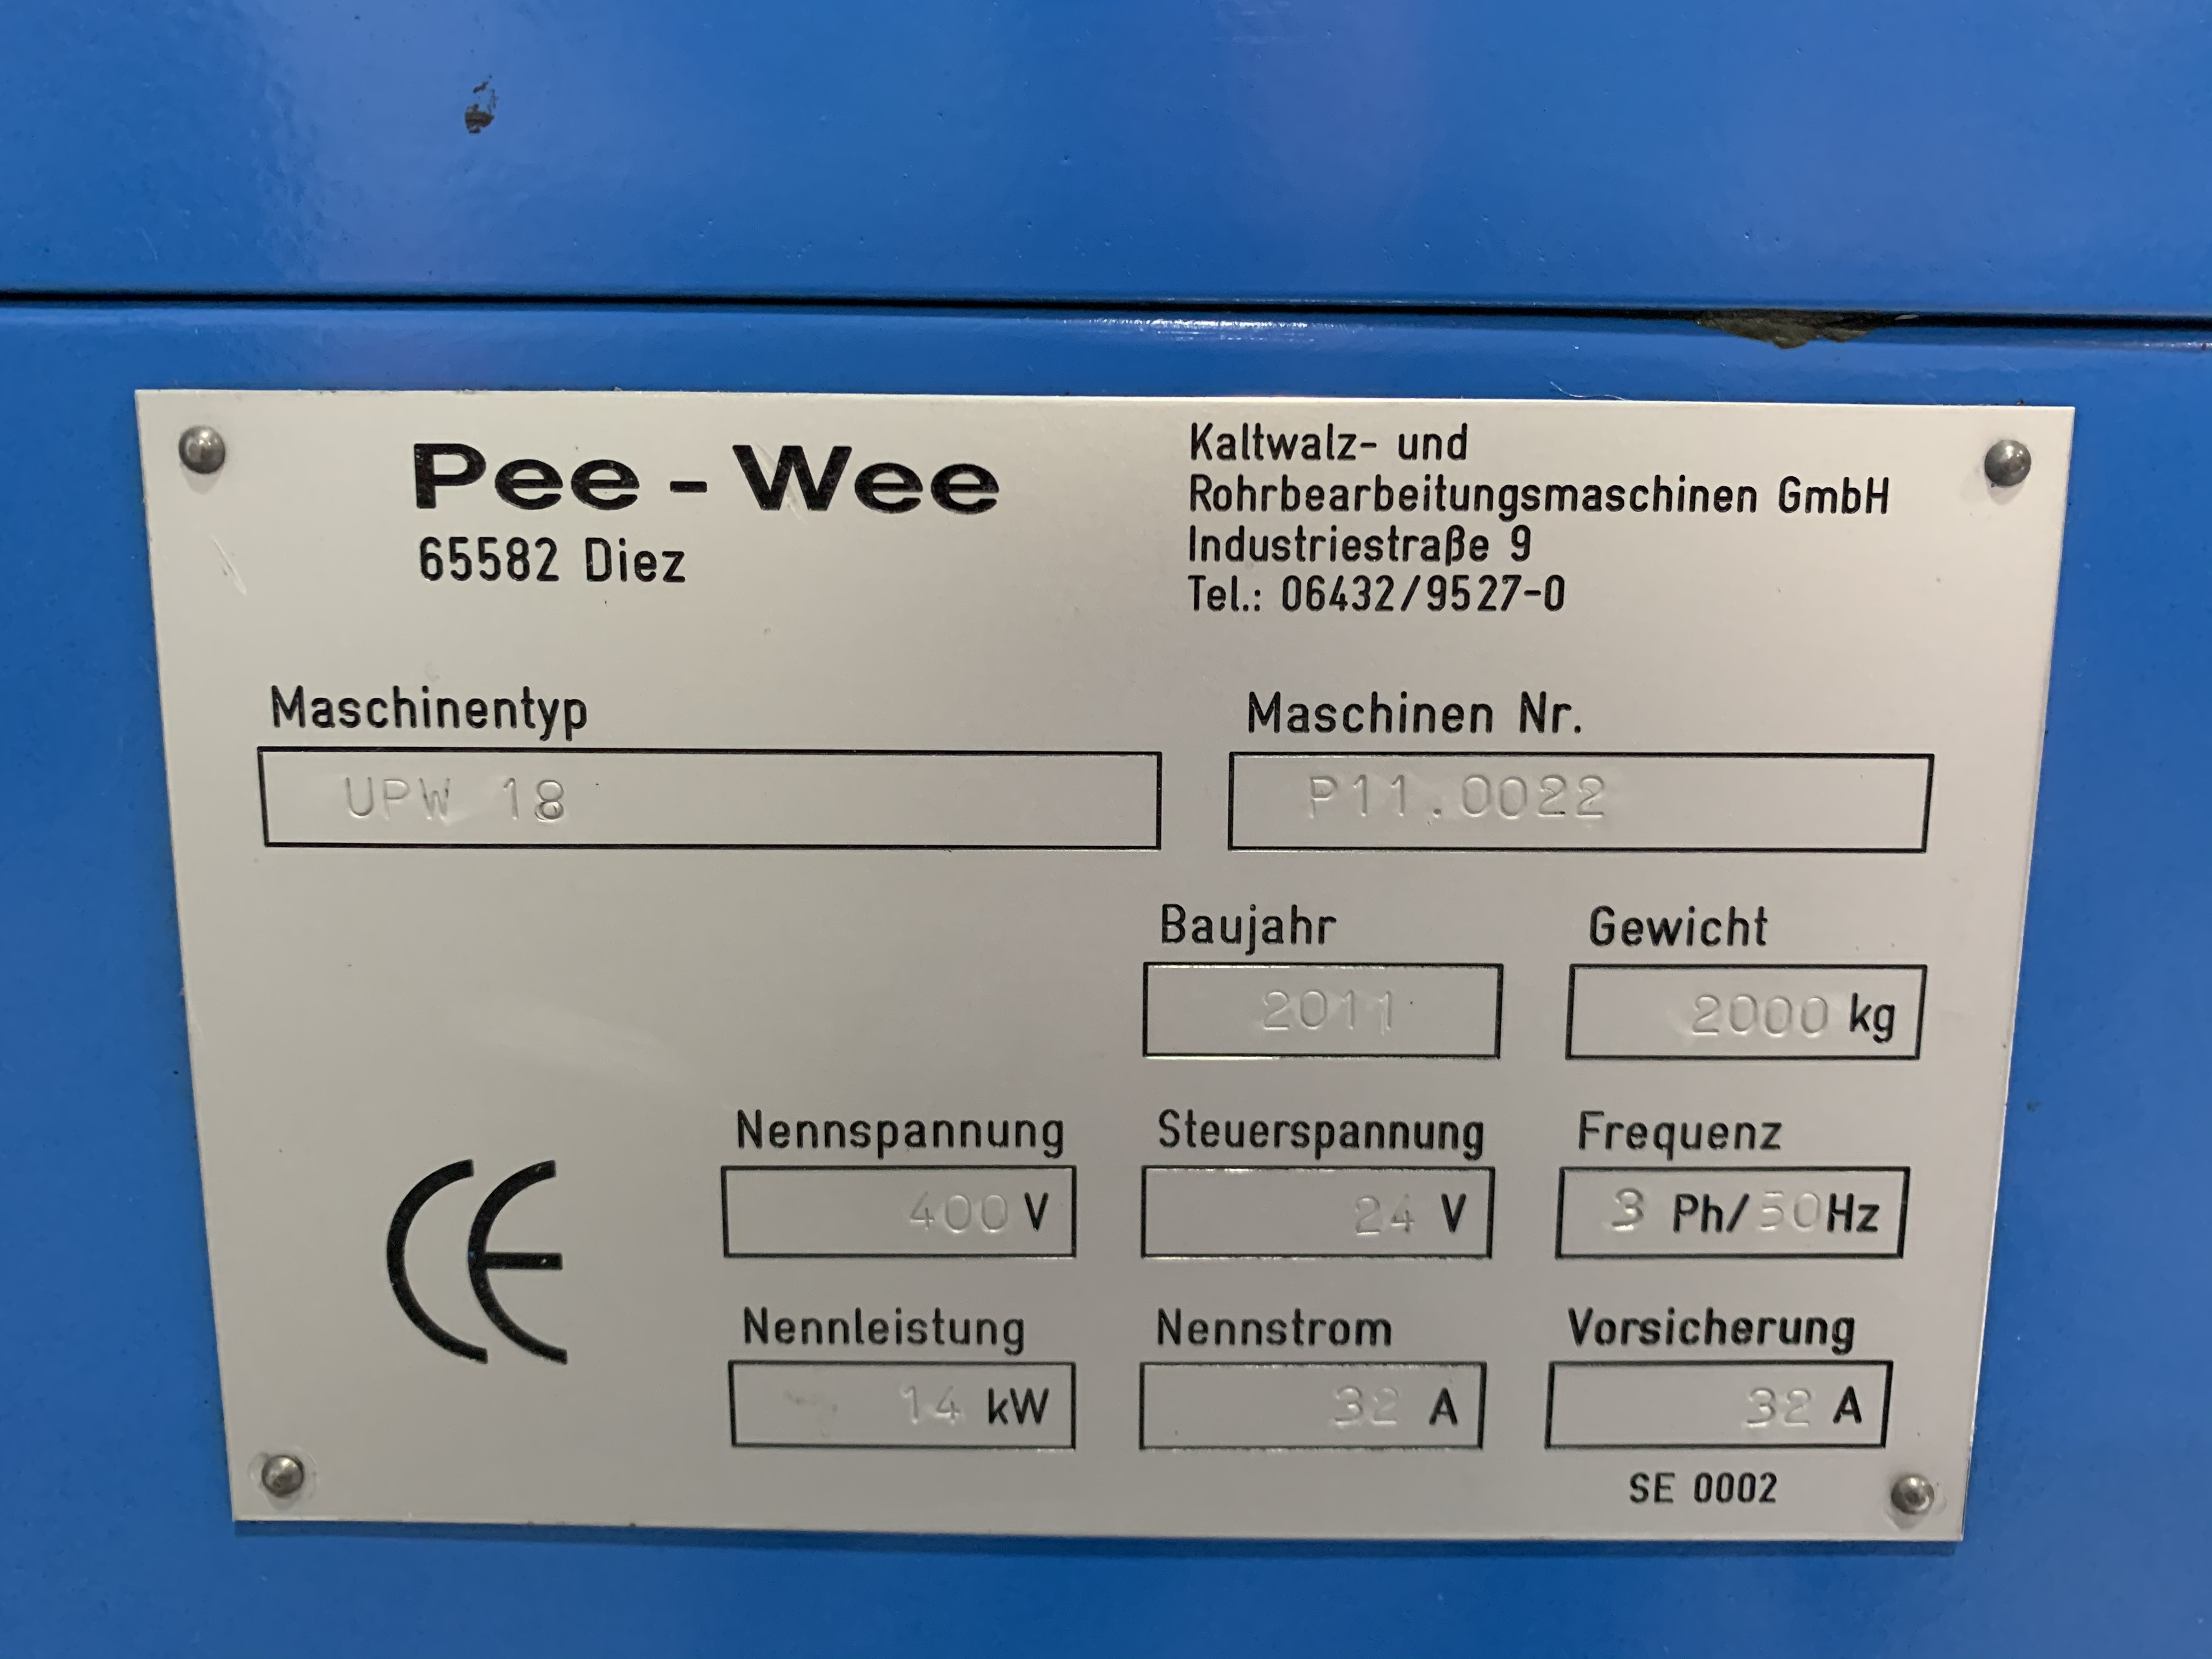 Pee-Wee
65582 Diez
Kaltwalz- und
Rohrbearbeitungsmaschinen GmbH
Industriestraße 9
Tel.: 06432/9527-0
Maschinentyp
UPW 18
Maschinen Nr.
P11.0022
Baujahr
2011
Gewicht
2000 kg
Nennspannung
400 V
Steuerspannung
24 V
Frequenz
3 Ph/50Hz
CE
Nennleistung
14 kW
Nennstrom
32 A
Vorsicherung
32 A
SE 0002